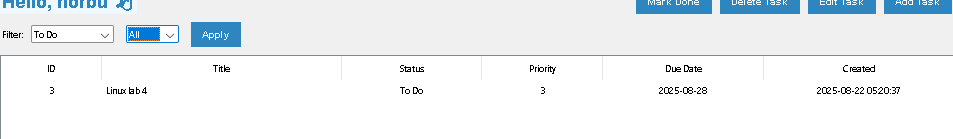 Hello, norbu
Mark Done Delete Task Edit Task Add Task
Filter: To Do All Apply
ID Title Status Priority Due Date Created
3 Linux lab 4 To Do 3 2025-08-28 2025-08-22 05:20:37